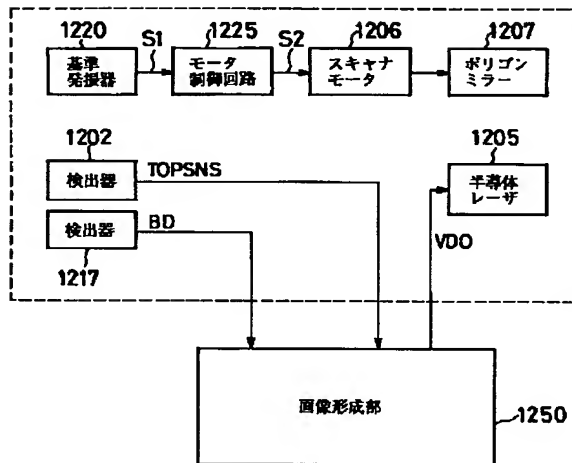 1220
S1
1225
S2
1206
1207
基準
発振器
モータ
制御回路
スキャナ
モータ
ポリゴン
ミラー
1202
TOPSNS
1205
検出器
半導体
レーザ
検出器
BD
VDO
1217
画像形成部
1250